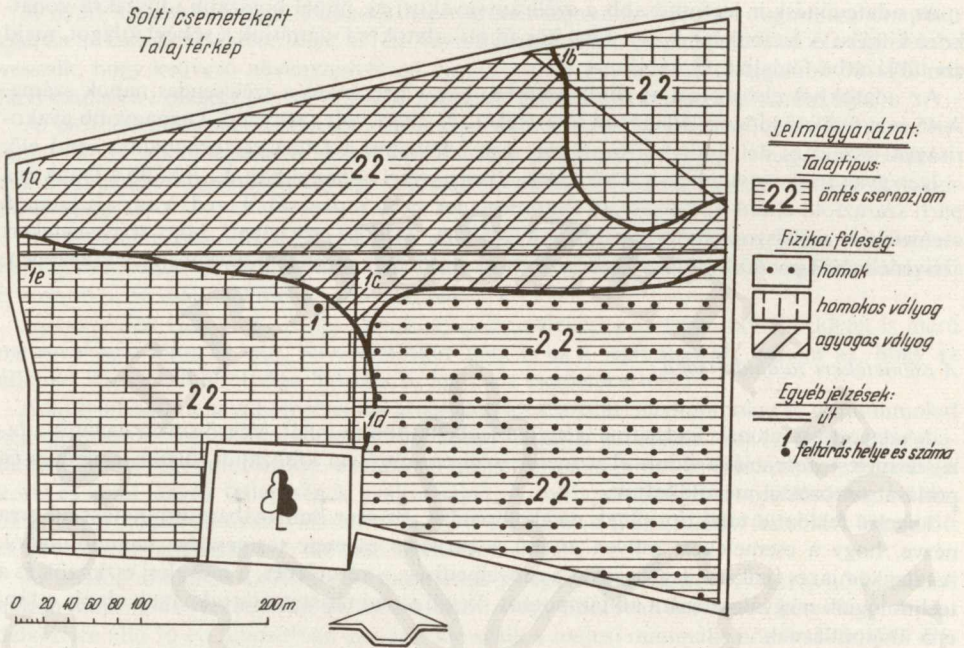 Solti csemetekert
Talajtérkép
1b
22
1a
22
1e
1c
1
22
22
1d
22
0 20 40 60 80 100 200 m
Jelmagyarázat:
Talajtípus:
22 öntés csernozjom
Fizikai féleség:
homok
homokos vályog
agyagos vályog
Egyéb jelzések:
út
1 feltárás helye és száma